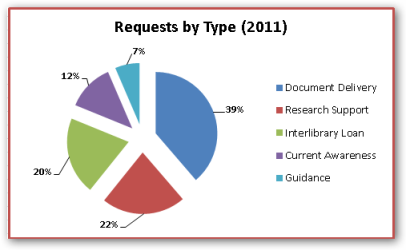 Requests by Type (2011)
7%
12%
39%
20%
22%
Document Delivery
Research Support
Interlibrary Loan
Current Awareness
Guidance